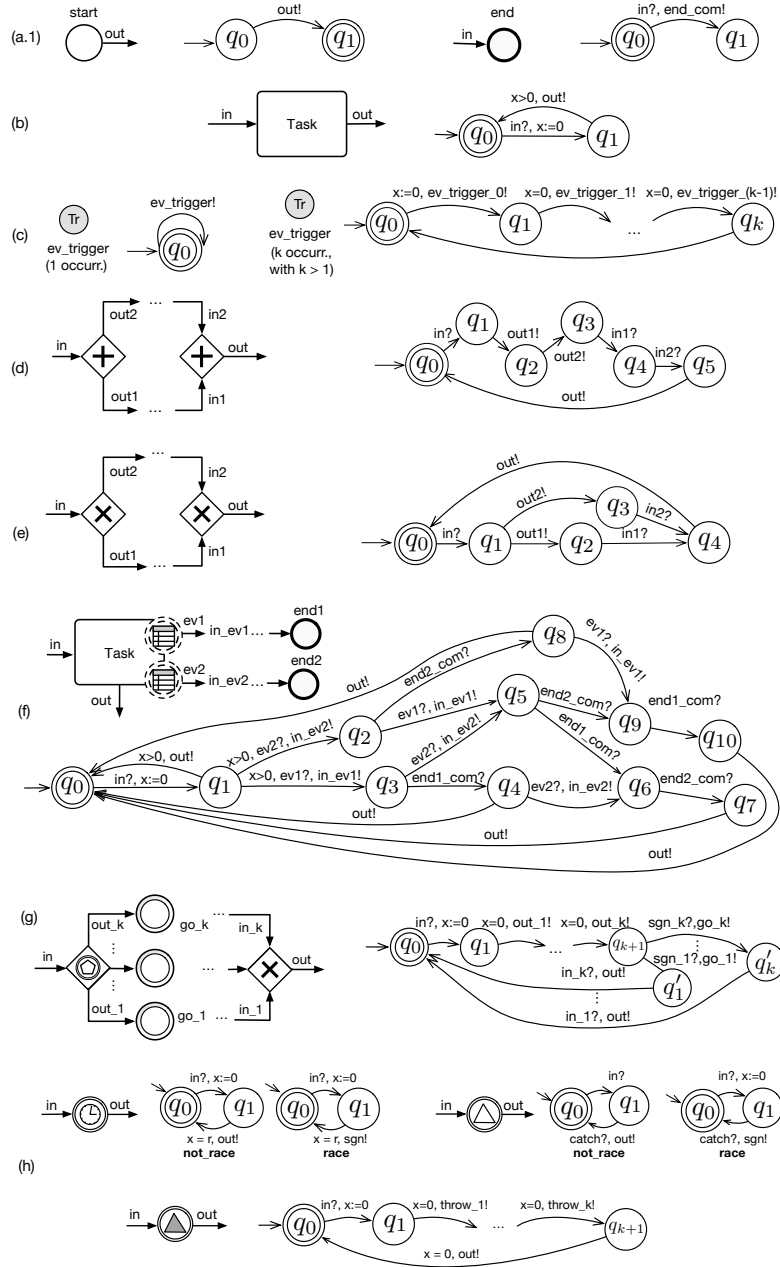 (a.1)
start
out
q0
out!
q1
end
in
q0
in?, end_com!
q1
(b)
in
Task
out
x>0, out!
q0
in?, x:=0
q1
(c)
Tr
ev_trigger
(1 occurr.)
ev_trigger!
q0
Tr
ev_trigger
(k occurr.,
with k > 1)
x:=0, ev_trigger_0!
x=0, ev_trigger_1!
x=0, ev_trigger_(k-1)!
q0
q1
...
qk
(d)
out2
...
in2
in
out
out1
...
in1
in?
q1
out1!
q3
in1?
q0
q2
out2!
q4
in2?
q5
out!
(e)
out2
...
in2
in
out
out1
...
in1
out!
out2!
q3
in2?
q0
in?
q1
out1!
q2
in1?
q4
(f)
in
Task
out
ev1
in_ev1...
end1
ev2
in_ev2...
end2
out!
end2_com?
q8
ev1?, in_ev1!
x>0, out!
x>0, ev2?, in_ev2!
q2
ev1?, in_ev1!
q5
end2_com?
q9
end1_com?
q10
ev2?, in_ev2!
end1_com?
q0
in?, x:=0
q1
x>0, ev1?, in_ev1!
q3
end1_com?
q4
ev2?, in_ev2!
q6
end2_com?
q7
out!
out!
out!
(g)
out_k
go_k
...
in_k
in
...
...
...
out
out_1
go_1
...
in_1
in?, x:=0
x=0, out_1!
x=0, out_k!
sgn_k?,go_k!
q0
q1
...
qk+1
...
sgn_1?,go_1!
q'k
in_k?, out!
q'1
...
in_1?, out!
(h)
in
out
in?, x:=0
q0
q1
x = r, out!
not_race
in?, x:=0
q0
q1
x = r, sgn!
race
in
out
in?
q0
q1
catch?, out!
not_race
in?, x:=0
q0
q1
catch?, sgn!
race
in
out
in?, x:=0
x=0, throw_1!
x=0, throw_k!
q0
q1
...
qk+1
x = 0, out!